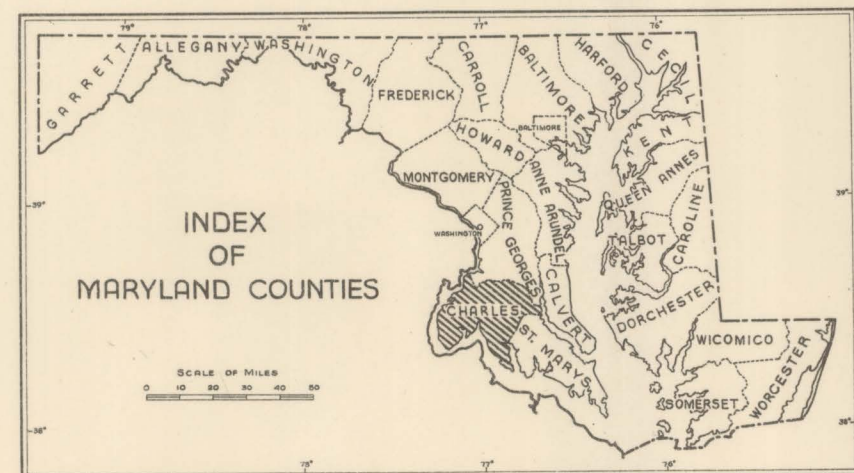 79°
78°
77°
76°
GARRETT
ALLEGANY
WASHINGTON
FREDERICK
CARROLL
BALTIMORE
HARFORD
CECIL
BALTIMORE
HOWARD
KENT
MONTGOMERY
ANNE ARUNDEL
QUEEN ANNES
39°
39°
PRINCE GEORGES
WASHINGTON
TALBOT
CAROLINE
INDEX
OF
MARYLAND COUNTIES
CHARLES
CALVERT
DORCHESTER
ST. MARYS
WICOMICO
WORCESTER
SOMERSET
SCALE OF MILES
0 10 20 30 40 50
38°
38°
78°
77°
76°